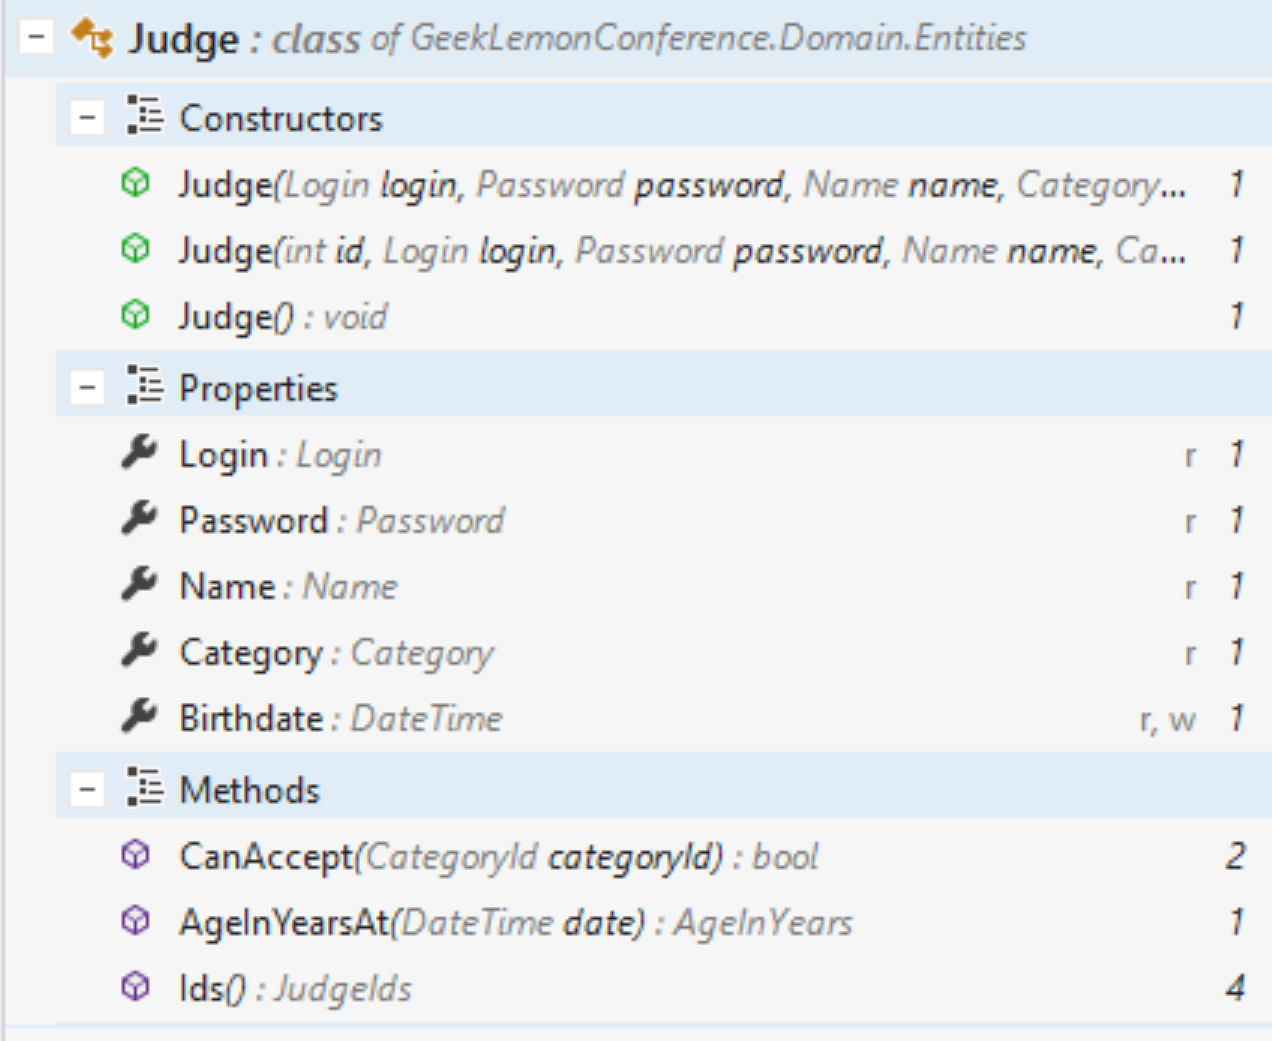 Judge : class of GeekLemonConference.Domain.Entities
Constructors
Judge(Login login, Password password, Name name, Category... 1
Judge(int id, Login login, Password password, Name name, Ca... 1
Judge() : void 1
Properties
Login : Login r 1
Password : Password r 1
Name : Name r 1
Category : Category r 1
Birthdate : DateTime r, w 1
Methods
CanAccept(CategoryId categoryId) : bool 2
AgeInYearsAt(DateTime date) : AgeInYears 1
Ids() : JudgeIds 4